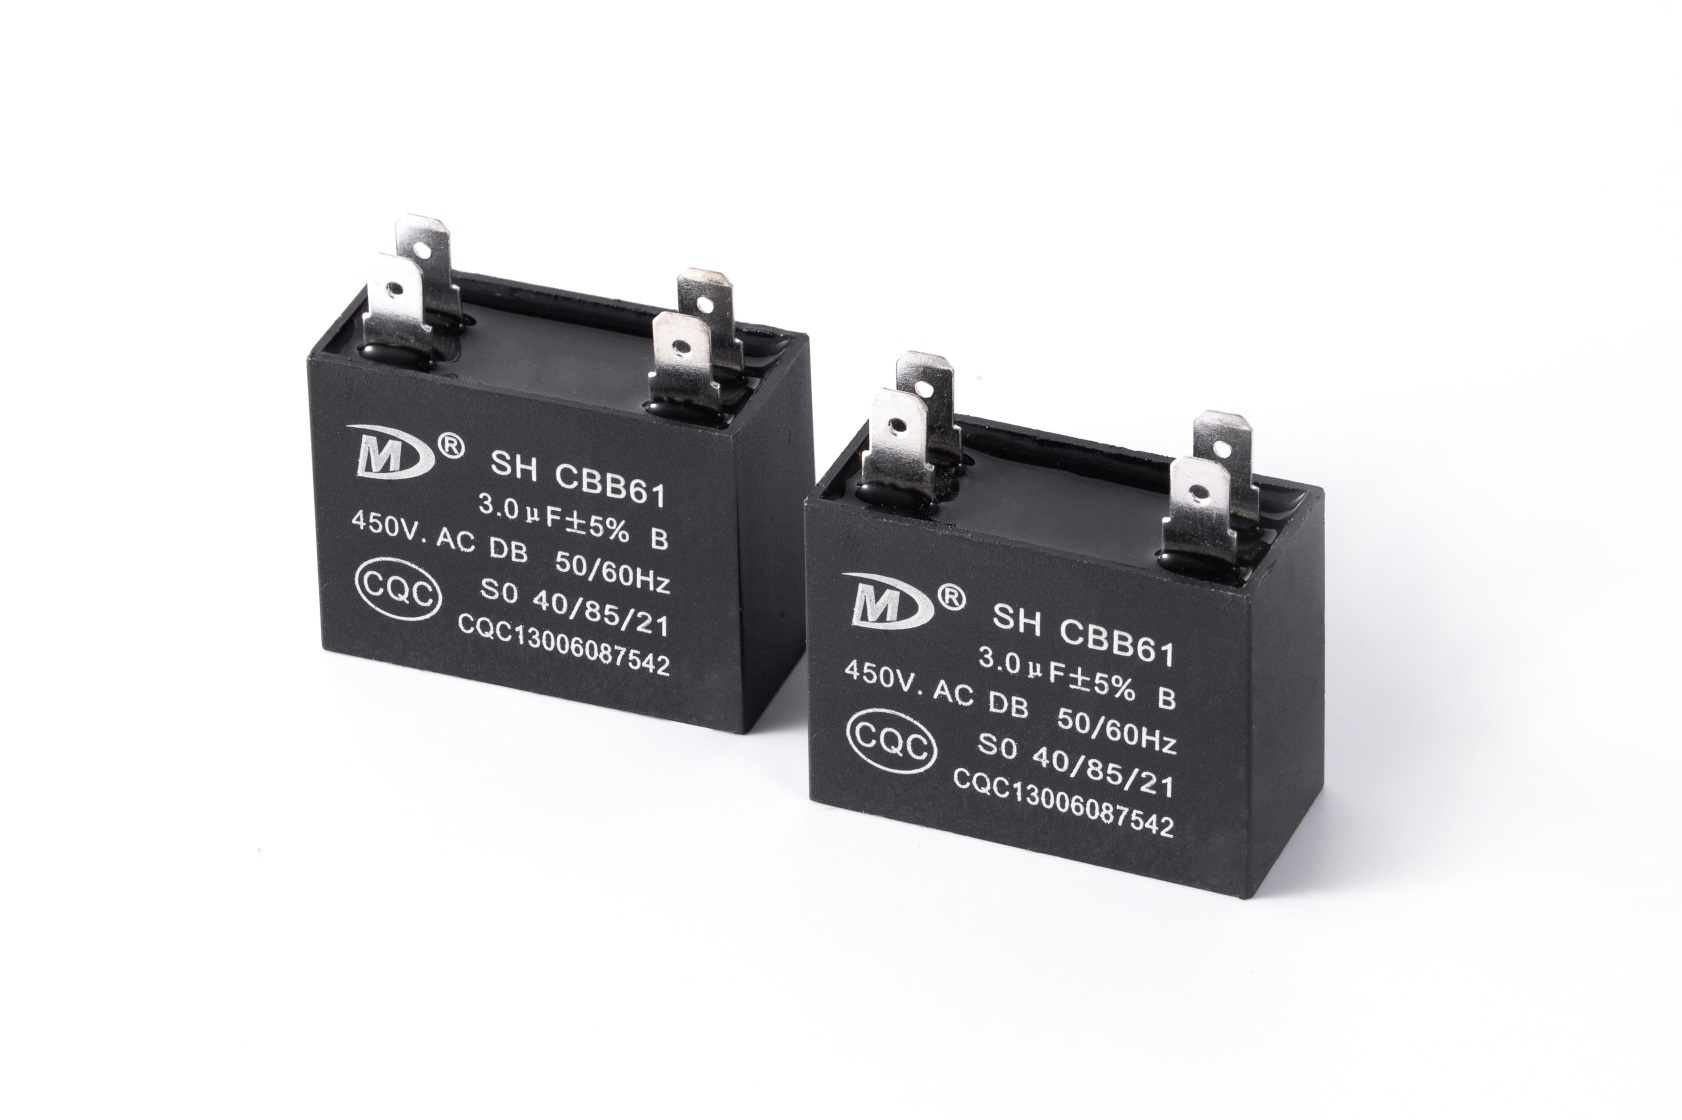 MD® SH CBB61
3.0μF±5% B
450V. AC DB 50/60Hz
CQC S0 40/85/21
CQC13006087542
MD® SH CBB61
3.0μF±5% B
450V. AC DB 50/60Hz
CQC S0 40/85/21
CQC13006087542